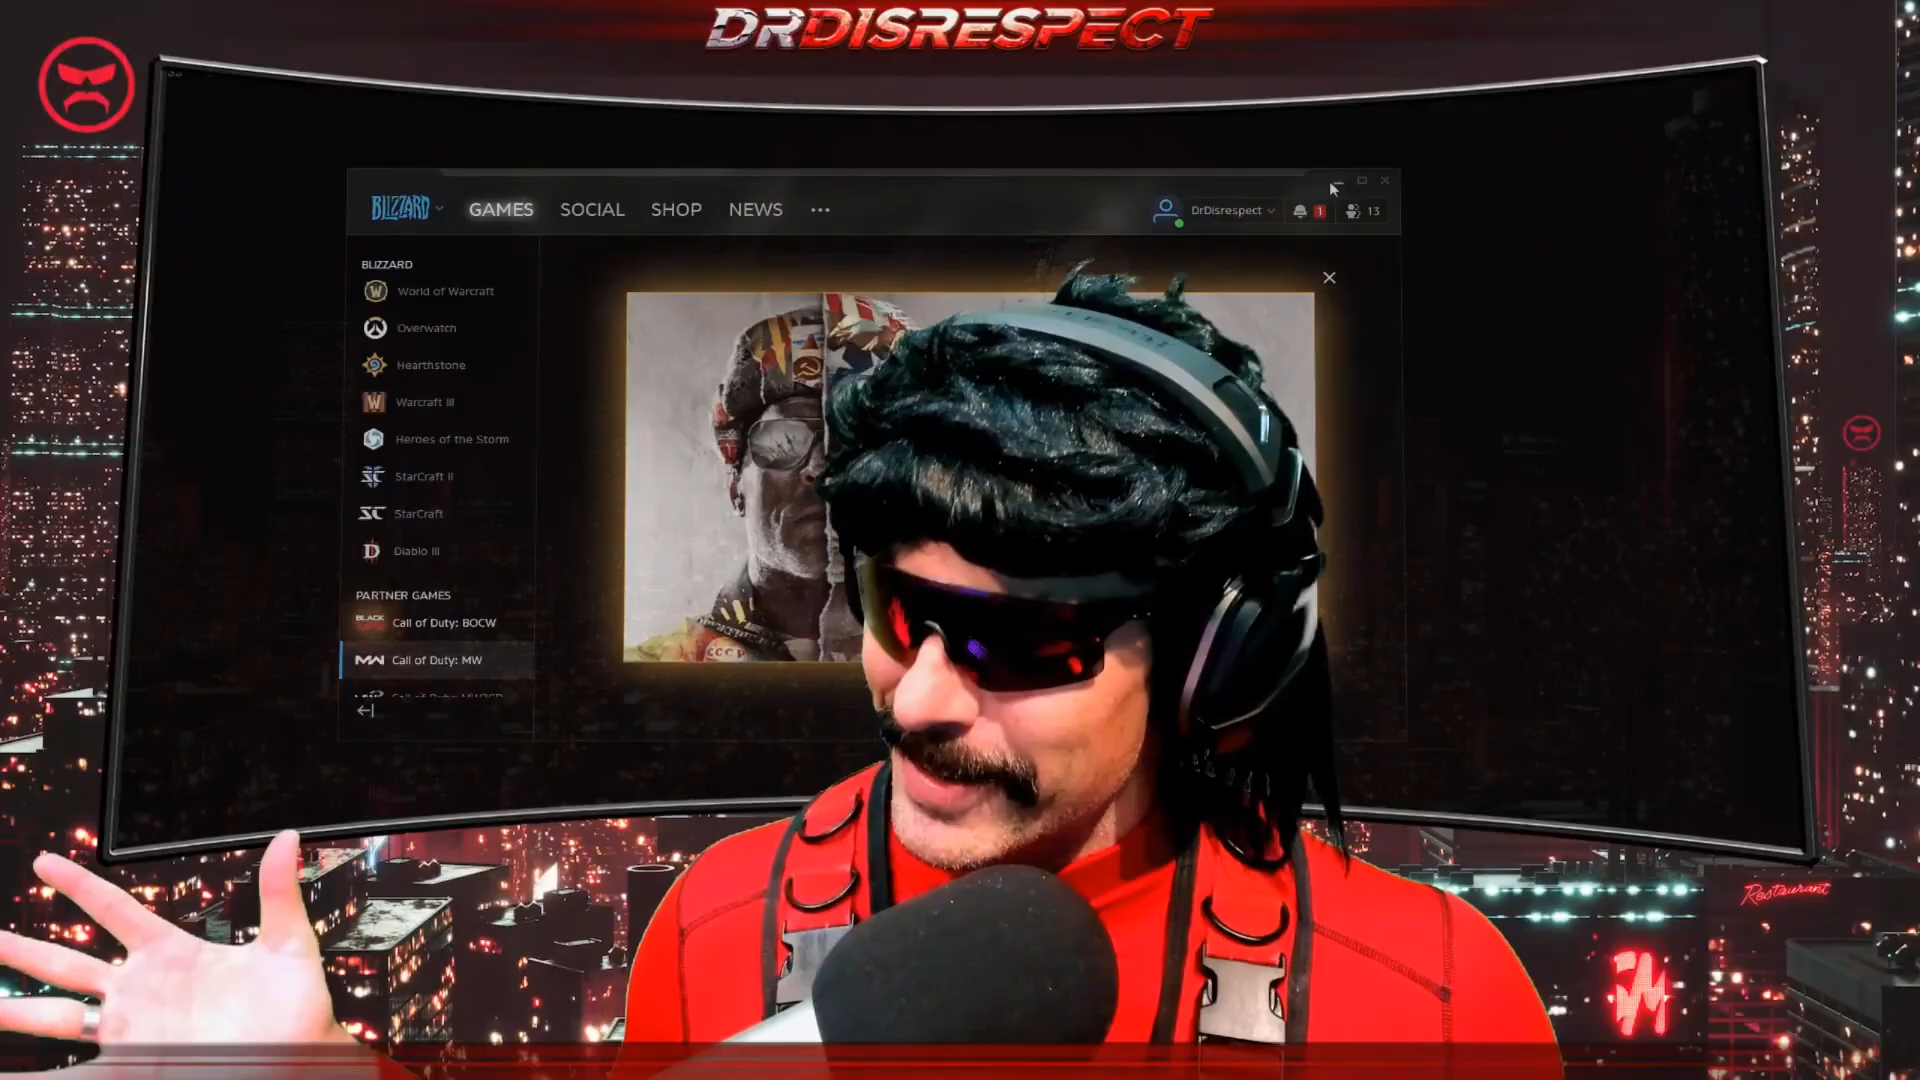 DRDISRESPECT
BLIZZARD
GAMES
SOCIAL
SHOP
NEWS
DrDisrespect
1
13
BLIZZARD
World of Warcraft
Overwatch
Hearthstone
Warcraft III
Heroes of the Storm
StarCraft II
StarCraft
Diablo III
PARTNER GAMES
BLACK
Call of Duty: BOCW
MW
Call of Duty: MW
CCCP
Restaurant